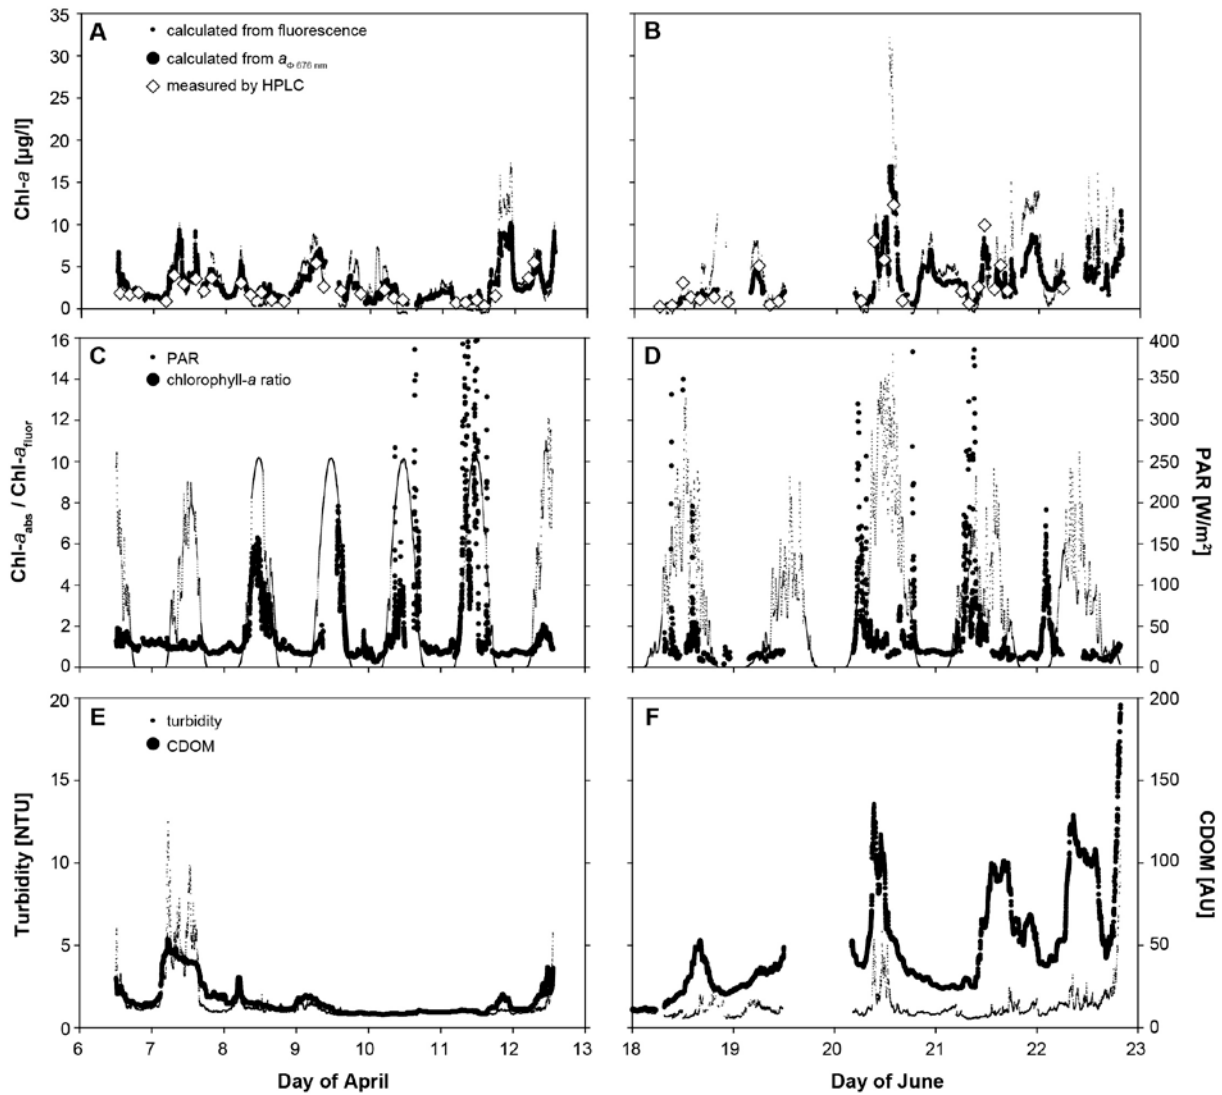 A
B
35
30
25
20
15
10
5
0
Chl-a [µg/l]
calculated from fluorescence
calculated from aΦ 676 nm
measured by HPLC
C
D
16
14
12
10
8
6
4
2
0
Chl-aabs / Chl-afluor
PAR
chlorophyll-a ratio
400
350
300
250
200
150
100
50
0
PAR [W/m²]
E
F
20
15
10
5
0
Turbidity [NTU]
turbidity
CDOM
200
150
100
50
0
CDOM [AU]
6 7 8 9 10 11 12 13
18 19 20 21 22 23
Day of April
Day of June